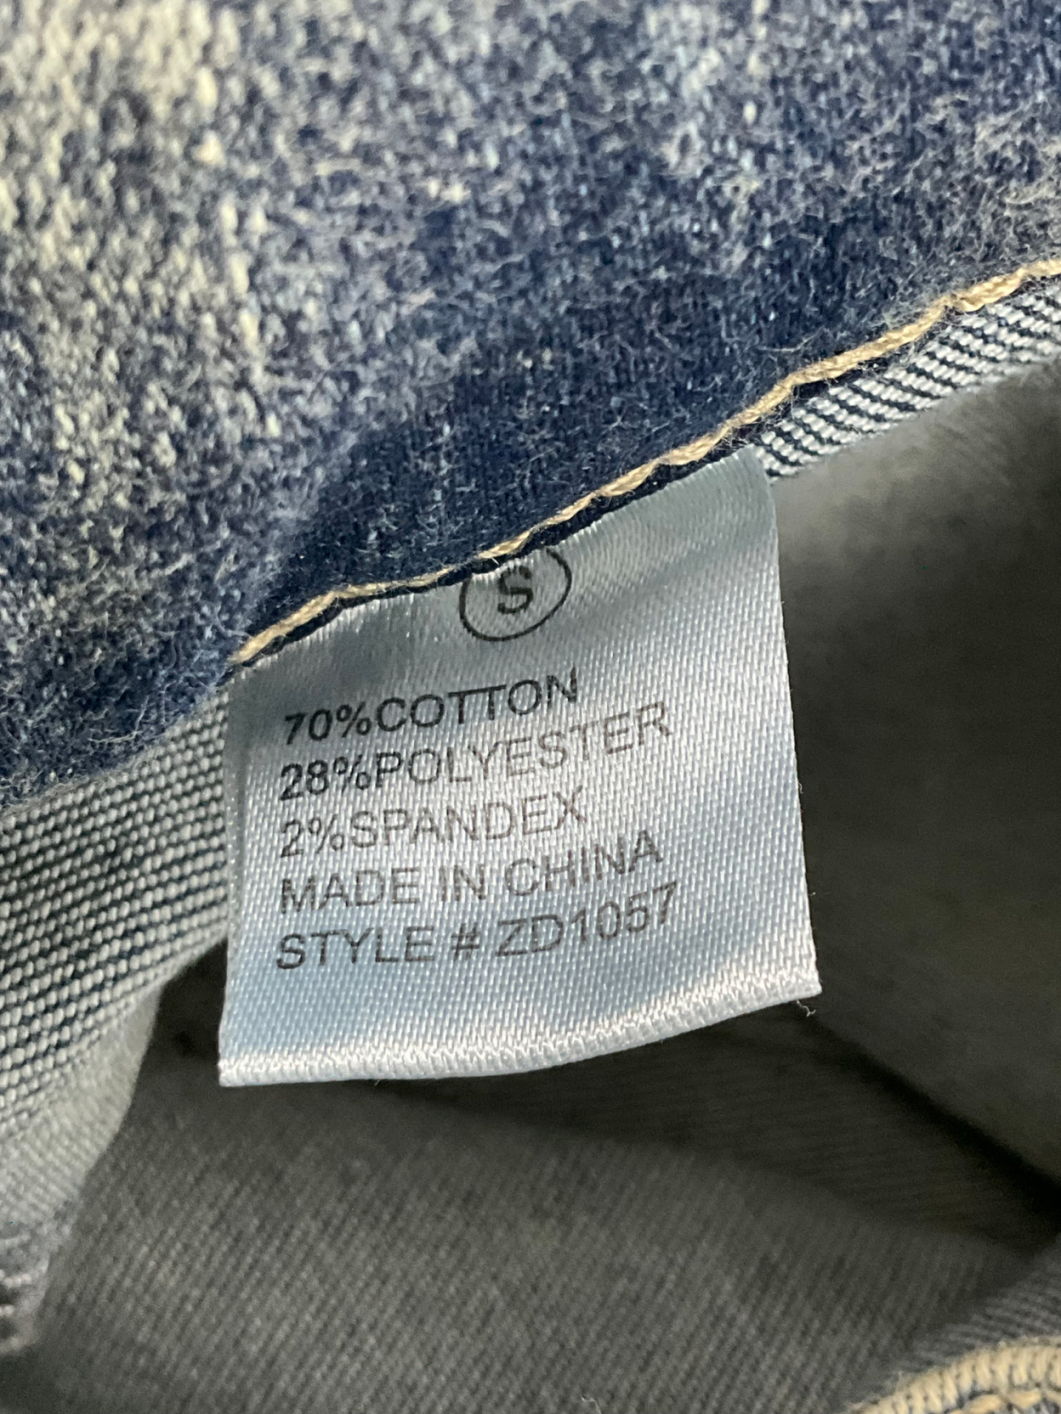 S
70%COTTON
28%POLYESTER
2%SPANDEX
MADE IN CHINA
STYLE # ZD1057